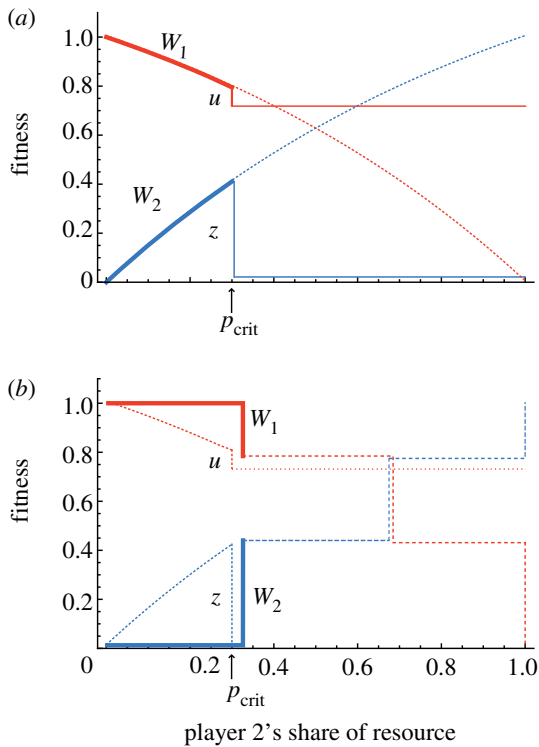 (a)
1.0
0.8
0.6
0.4
0.2
0
fitness
W1
u
W2
z
pcrit
(b)
1.0
0.8
0.6
0.4
0.2
fitness
W1
u
z
W2
0 0.2 0.4 0.6 0.8 1.0
pcrit
player 2's share of resource